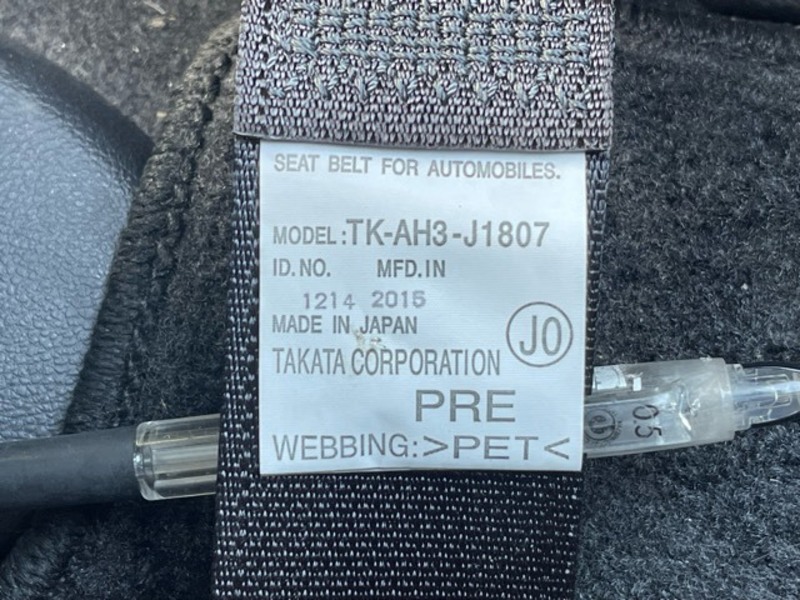 SEAT BELT FOR AUTOMOBILES.
MODEL:TK-AH3-J1807
ID.NO. MFD.IN
1214 2015
MADE IN JAPAN
J0
TAKATA CORPORATION
PRE
WEBBING:>PET<
05